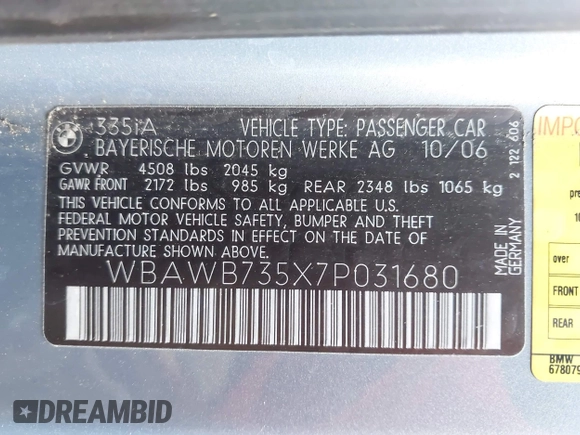 335iA VEHICLE TYPE: PASSENGER CAR
BAYERISCHE MOTOREN WERKE AG 10/06
GVWR 4508 lbs 2045 kg
GAWR FRONT 2172 lbs 985 kg REAR 2348 lbs 1065 kg
THIS VEHICLE CONFORMS TO ALL APPLICABLE U.S.
FEDERAL MOTOR VEHICLE SAFETY, BUMPER AND THEFT
PREVENTION STANDARDS IN EFFECT ON THE DATE OF
MANUFACTURE SHOWN ABOVE.
WBAWB735X7P031680
MADE IN
GERMANY
2 122 606
over
FRONT
REAR
BMW
DREAMBID